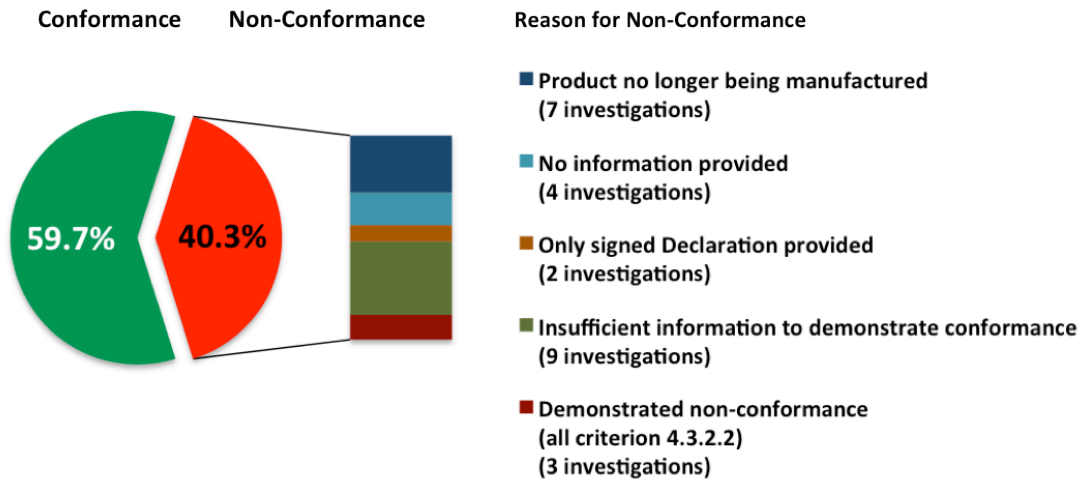 Conformance
Non-Conformance
Reason for Non-Conformance
59.7%
40.3%
Product no longer being manufactured
(7 investigations)
No information provided
(4 investigations)
Only signed Declaration provided
(2 investigations)
Insufficient information to demonstrate conformance
(9 investigations)
Demonstrated non-conformance
(all criterion 4.3.2.2)
(3 investigations)